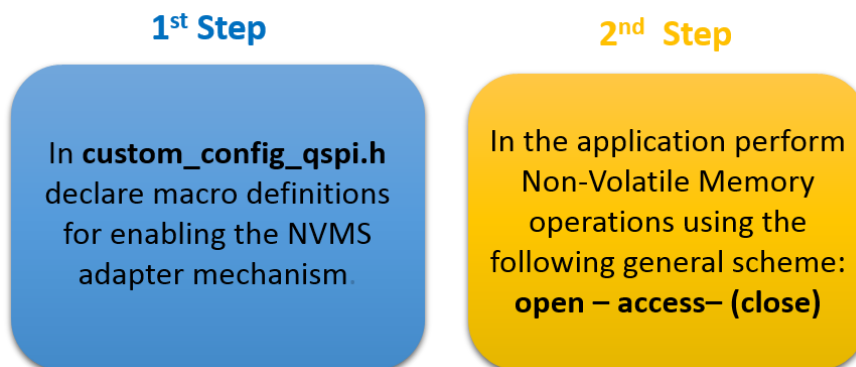 1st Step
In custom_config_qspi.h
declare macro definitions
for enabling the NVMS
adapter mechanism.
2nd Step
In the application perform
Non-Volatile Memory
operations using the
following general scheme:
open – access– (close)